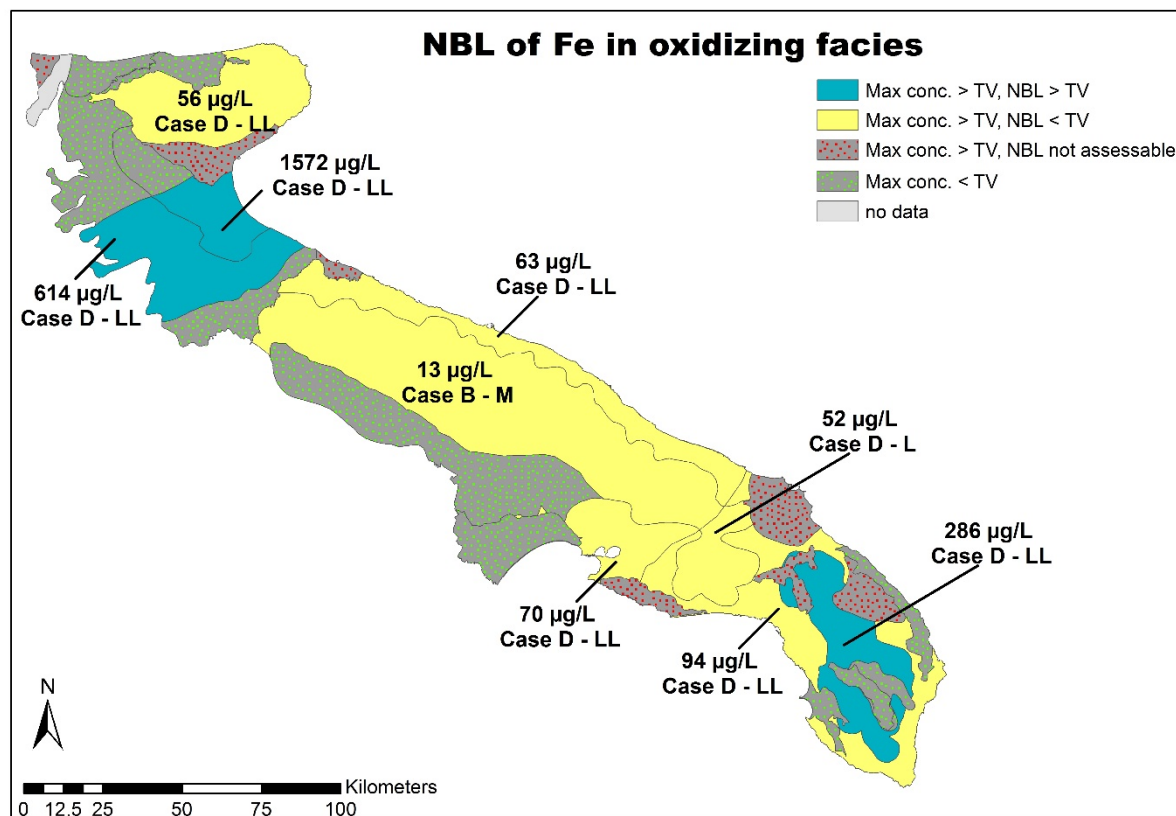 NBL of Fe in oxidizing facies
Max conc. > TV, NBL > TV
Max conc. > TV, NBL < TV
Max conc. > TV, NBL not assessable
Max conc. < TV
no data
56 µg/L
Case D - LL
1572 µg/L
Case D - LL
614 µg/L
Case D - LL
63 µg/L
Case D - LL
13 µg/L
Case B - M
52 µg/L
Case D - L
286 µg/L
Case D - LL
70 µg/L
Case D - LL
94 µg/L
Case D - LL
N
Kilometers
0 12.5 25 50 75 100